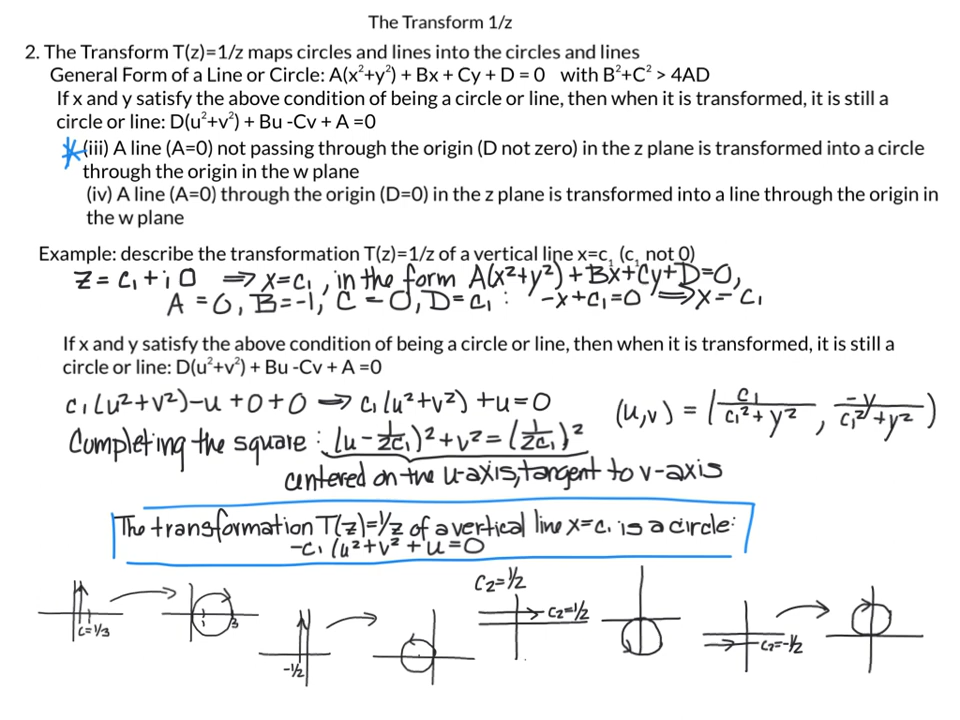 The Transform 1/z
2. The Transform T(z)=1/z maps circles and lines into the circles and lines
General Form of a Line or Circle: A(x²+y²) + Bx + Cy + D = 0 with B²+C² > 4AD
If x and y satisfy the above condition of being a circle or line, then when it is transformed, it is still a
circle or line: D(u²+v²) + Bu -Cv + A =0
(iii) A line (A=0) not passing through the origin (D not zero) in the z plane is transformed into a circle
through the origin in the w plane
(iv) A line (A=0) through the origin (D=0) in the z plane is transformed into a line through the origin in
the w plane
Example: describe the transformation T(z)=1/z of a vertical line x=c₁ (c₁ not 0)
z = c₁ + i0 ⟹ x=c₁, in the form A(x²+y²)+Bx+Cy+D=0,
A = 0, B=-1, C = 0, D=c₁ : -x+c₁=0 ⟹ x = c₁
If x and y satisfy the above condition of being a circle or line, then when it is transformed, it is still a
circle or line: D(u²+v²) + Bu -Cv + A =0
c₁(u²+v²)-u+0+0 ⟹ c₁(u²+v²)+u=0
(u,v) = (c₁/(c₁²+y²), -y/(c₁²+y²))
Completing the square: (u-1/2c₁)²+v²=(1/2c₁)²
centered on the u-axis, tangent to v-axis
The transformation T(z)=1/z of a vertical line x=c₁ is a circle:
-c₁(u²+v²+u=0
C₂=1/2
C=1/3
3
-1/2
C₂=1/2
C₂=-1/2